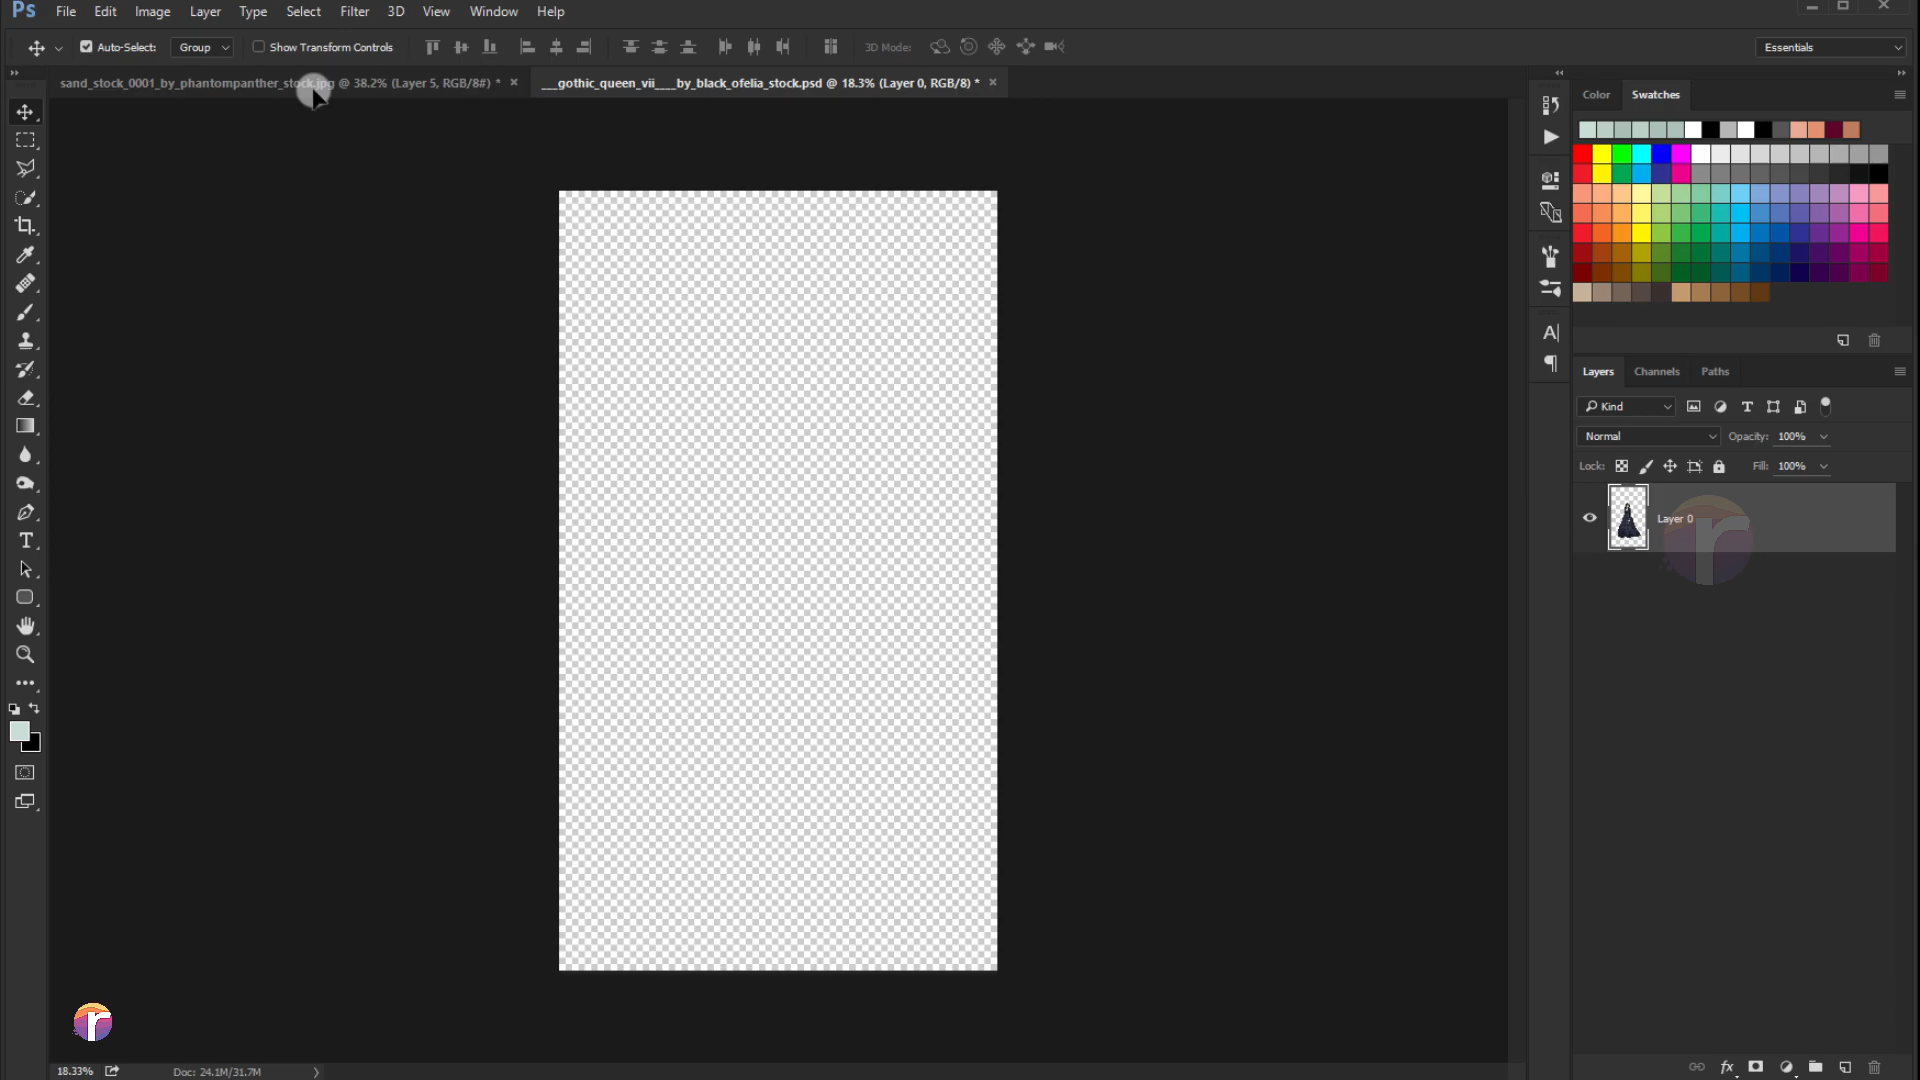 Ps File Edit Image Layer Type Select Filter 3D View Window Help
Auto-Select: Group Show Transform Controls 3D Mode: Essentials
sand_stock_0001_by_phantompanther_stock.jpg @ 38.2% (Layer 5, RGB/8#) * ___gothic_queen_vii____by_black_ofelia_stock.psd @ 18.3% (Layer 0, RGB/8) *
Color Swatches
Layers Channels Paths
Kind
Normal Opacity: 100%
Lock: Fill: 100%
Layer 0
r
r
18.33% Doc: 24.1M/31.7M
fx